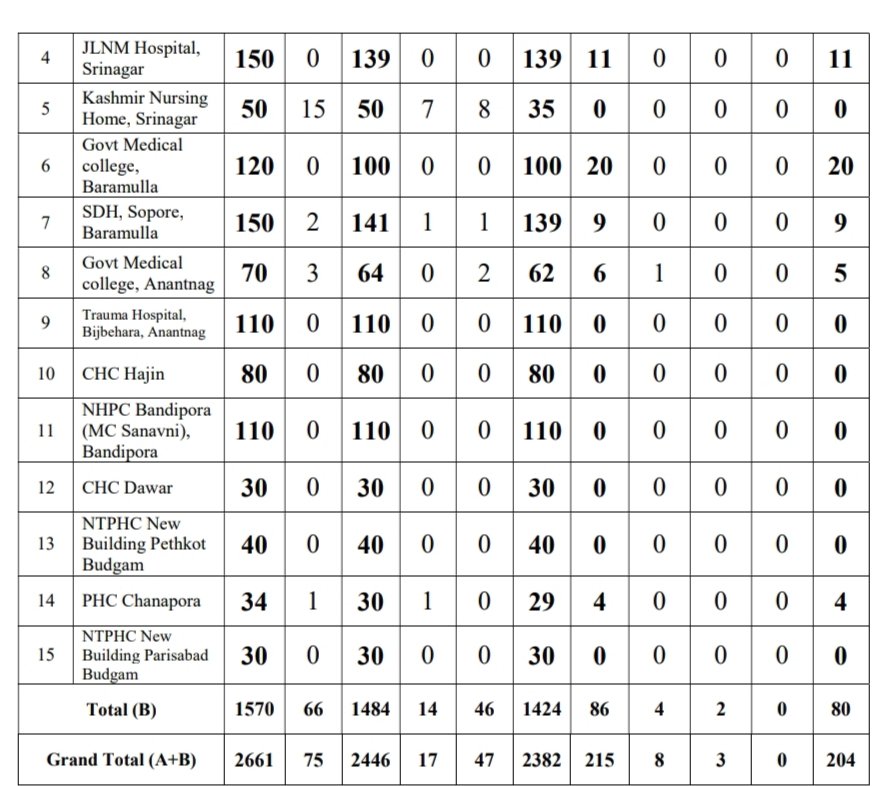 4 JLNM Hospital, Srinagar 150 0 139 0 0 139 11 0 0 0 11
5 Kashmir Nursing Home, Srinagar 50 15 50 7 8 35 0 0 0 0 0
6 Govt Medical college, Baramulla 120 0 100 0 0 100 20 0 0 0 20
7 SDH, Sopore, Baramulla 150 2 141 1 1 139 9 0 0 0 9
8 Govt Medical college, Anantnag 70 3 64 0 2 62 6 1 0 0 5
9 Trauma Hospital, Bijbehara, Anantnag 110 0 110 0 0 110 0 0 0 0 0
10 CHC Hajin 80 0 80 0 0 80 0 0 0 0 0
11 NHPC Bandipora (MC Sanavni), Bandipora 110 0 110 0 0 110 0 0 0 0 0
12 CHC Dawar 30 0 30 0 0 30 0 0 0 0 0
13 NTPHC New Building Pethkot Budgam 40 0 40 0 0 40 0 0 0 0 0
14 PHC Chanapora 34 1 30 1 0 29 4 0 0 0 4
15 NTPHC New Building Parisabad Budgam 30 0 30 0 0 30 0 0 0 0 0
Total (B) 1570 66 1484 14 46 1424 86 4 2 0 80
Grand Total (A+B) 2661 75 2446 17 47 2382 215 8 3 0 204